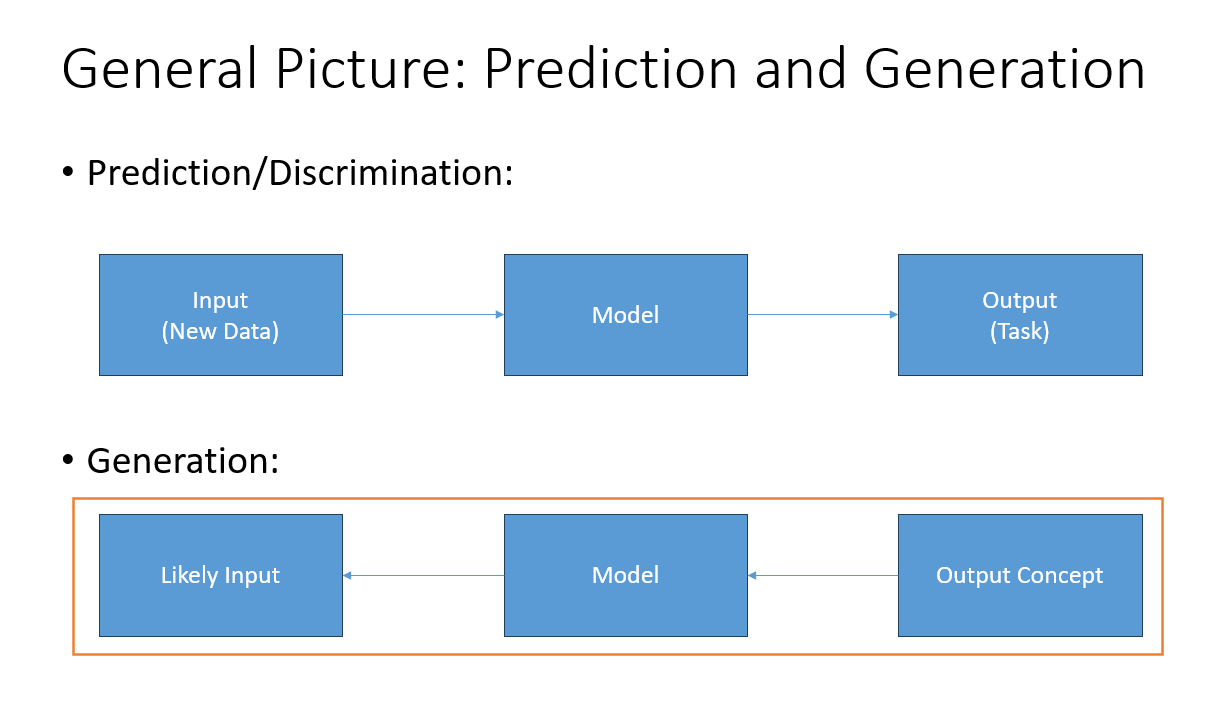 General Picture: Prediction and Generation
• Prediction/Discrimination:
Input
(New Data)
Model
Output
(Task)
• Generation:
Likely Input
Model
Output Concept